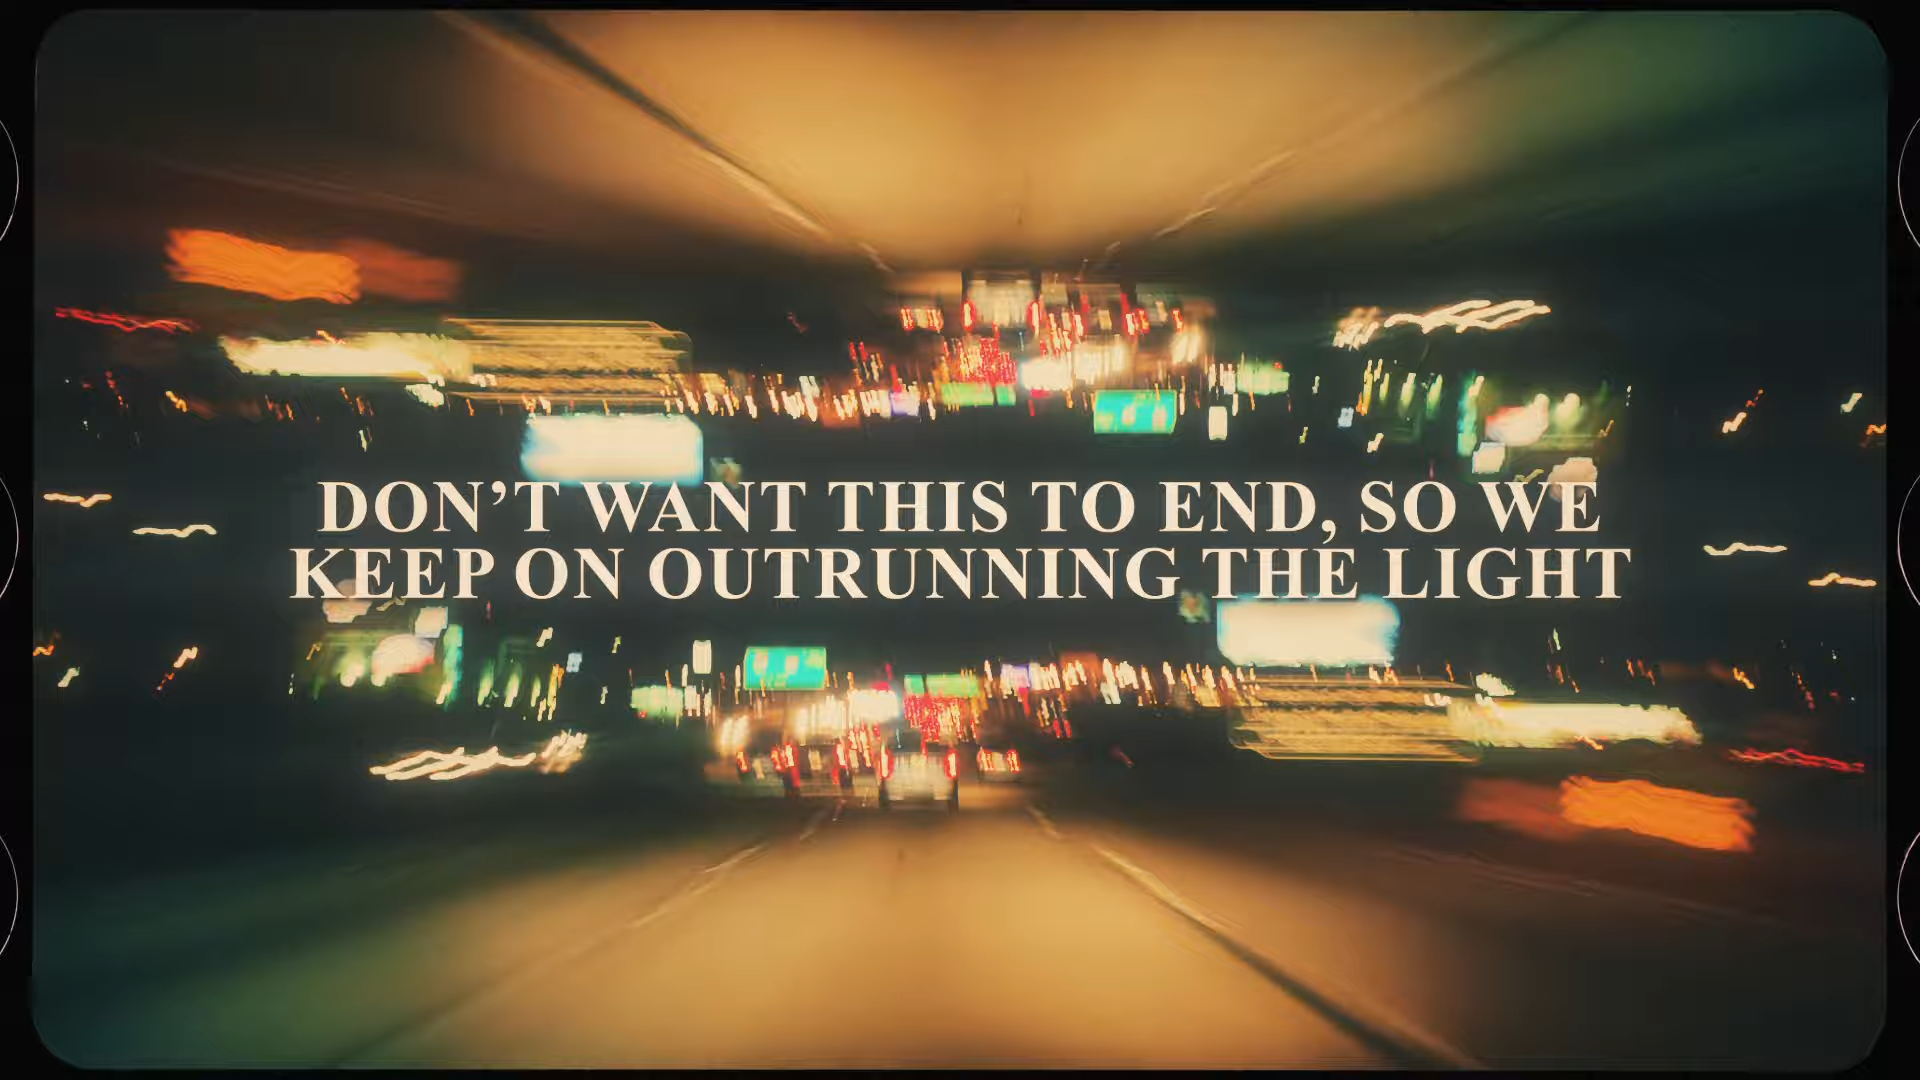 DON’T WANT THIS TO END, SO WE
KEEP ON OUTRUNNING THE LIGHT